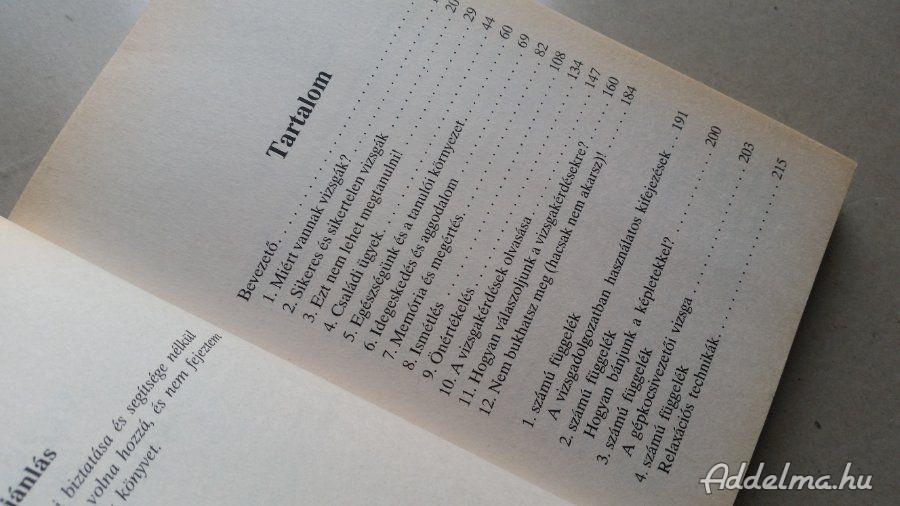 jánlás
biztatása és segítsége nélkül
volna hozzá, és nem fejeztem
könyvet.
Tartalom
Bevezető
1. Miért vannak vizsgák?
2. Sikeres és sikertelen vizsgák 20
3. Ezt nem lehet megtanulni! 29
4. Családi ügyek 44
5. Egészségünk és a tanulói környezet 60
6. Idegeskedés és aggodalom 69
7. Memória és megértés 82
8. Ismétlés 108
9. Önértékelés 134
10. A vizsgakérdések olvasása 147
11. Hogyan válaszoljunk a vizsgakérdésekre? 160
12. Nem bukhatsz meg (hacsak nem akarsz)! 184
1. számú függelék
A vizsgadolgozatban használatos kifejezések 191
2. számú függelék
Hogyan bánjunk a képletekkel? 200
3. számú függelék
A gépkocsivezetői vizsga 203
4. számú függelék
Relaxációs technikák 215
Addelma.hu